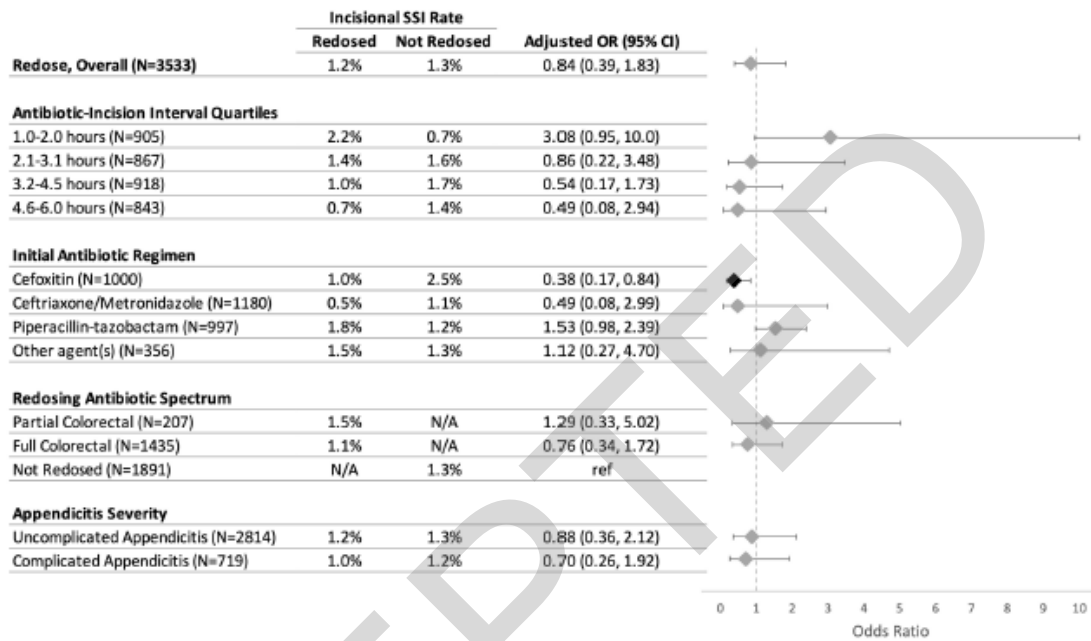 Incisional SSI Rate
Redosed Not Redosed Adjusted OR (95% CI)
Redose, Overall (N=3533) 1.2% 1.3% 0.84 (0.39, 1.83)
Antibiotic-Incision Interval Quartiles
1.0-2.0 hours (N=905) 2.2% 0.7% 3.08 (0.95, 10.0)
2.1-3.1 hours (N=867) 1.4% 1.6% 0.86 (0.22, 3.48)
3.2-4.5 hours (N=918) 1.0% 1.7% 0.54 (0.17, 1.73)
4.6-6.0 hours (N=843) 0.7% 1.4% 0.49 (0.08, 2.94)
Initial Antibiotic Regimen
Cefoxitin (N=1000) 1.0% 2.5% 0.38 (0.17, 0.84)
Ceftriaxone/Metronidazole (N=1180) 0.5% 1.1% 0.49 (0.08, 2.99)
Piperacillin-tazobactam (N=997) 1.8% 1.2% 1.53 (0.98, 2.39)
Other agent(s) (N=356) 1.5% 1.3% 1.12 (0.27, 4.70)
Redosing Antibiotic Spectrum
Partial Colorectal (N=207) 1.5% N/A 1.29 (0.33, 5.02)
Full Colorectal (N=1435) 1.1% N/A 0.76 (0.34, 1.72)
Not Redosed (N=1891) N/A 1.3% ref
Appendicitis Severity
Uncomplicated Appendicitis (N=2814) 1.2% 1.3% 0.88 (0.36, 2.12)
Complicated Appendicitis (N=719) 1.0% 1.2% 0.70 (0.26, 1.92)
0 1 2 3 4 5 6 7 8 9 10
Odds Ratio
PTED